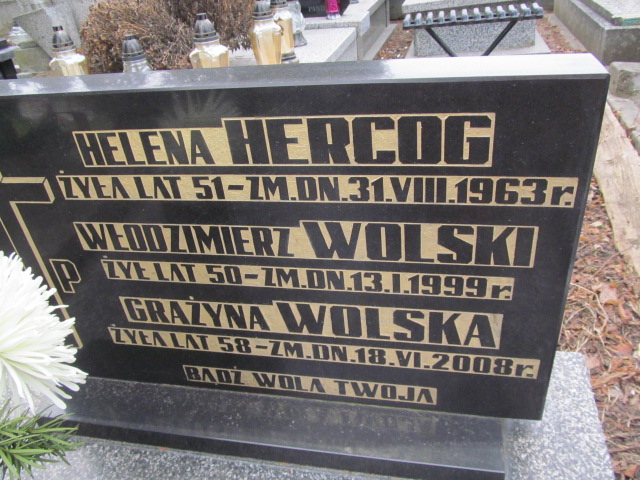 HELENA HERCOG
ŻYŁA LAT 51 – ZM. DN. 31. VIII. 1963 r.
WŁODZIMIERZ WOLSKI
ŻYŁ LAT 50 – ZM. DN. 13. I. 1999 r.
GRAŻYNA WOLSKA
ŻYŁA LAT 58 – ZM. DN. 18. VI. 2008 r.
P
BĄDŹ WOLA TWOJA